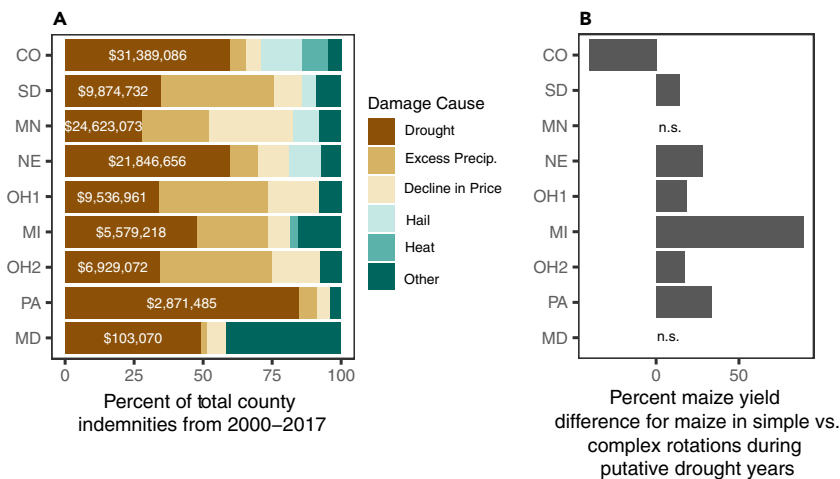 A
CO
SD
MN
NE
OH1
MI
OH2
PA
MD
$31,389,086
$9,874,732
$24,623,073
$21,846,656
$9,536,961
$5,579,218
$6,929,072
$2,871,485
$103,070
0 25 50 75 100
Percent of total county
indemnities from 2000–2017
Damage Cause
Drought
Excess Precip.
Decline in Price
Hail
Heat
Other
B
CO
SD
MN
NE
OH1
MI
OH2
PA
MD
n.s.
n.s.
0 50
Percent maize yield
difference for maize in simple vs.
complex rotations during
putative drought years